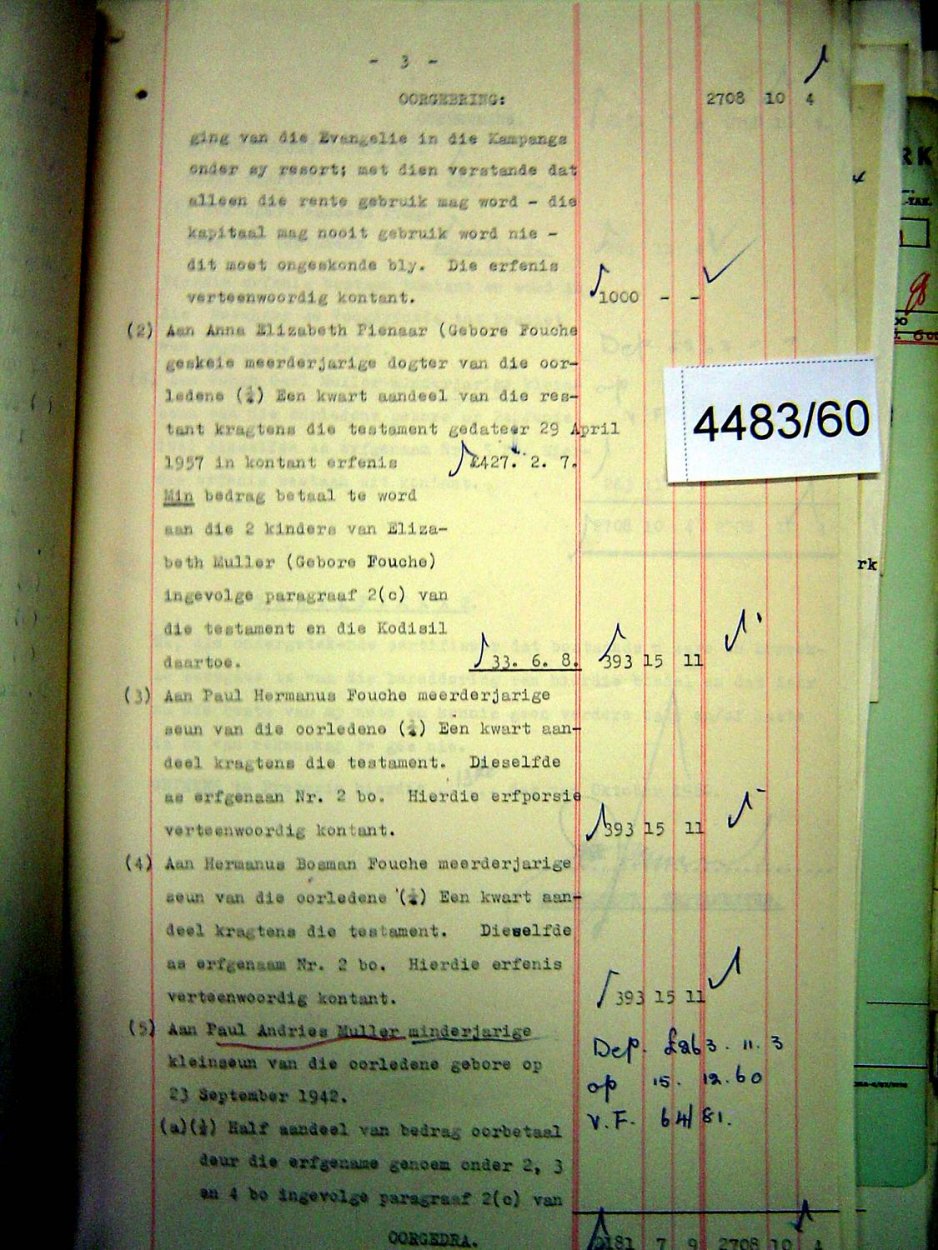 - 3 -
OORGEBRING: 2708 10 4
ging van die Evangelie in die Kampangs
onder sy resort; met dien verstande dat
alleen die rente gebruik mag word - die
kapitaal mag nooit gebruik word nie -
dit moet ongeskonde bly. Die erfenis
verteenwoordig kontant. 1000 - -
(2) Aan Anna Elizabeth Pienaar (Gebore Fouche
geskeie meerderjarige dogter van die oor-
ledene (¼) Een kwart aandeel van die res-
tant kragtens die testament gedateer 29 April
1957 in kontant erfenis £427. 2. 7.
Min bedrag betaal te word
aan die 2 kinders van Eliza-
beth Muller (Gebore Fouche)
ingevolge paragraaf 2(c) van
die testament en die Kodisil
daartoe. 33. 6. 8. 393 15 11
(3) Aan Paul Hermanus Fouche meerderjarige
seun van die oorledene (¼) Een kwart aan-
deel kragtens die testament. Dieselfde
as erfgenaan Nr. 2 bo. Hierdie erfporsie
verteenwoordig kontant. 393 15 11
(4) Aan Hermanus Bosman Fouche meerderjarige
seun van die oorledene (¼) Een kwart aan-
deel kragtens die testament. Dieselfde
as erfgenaam Nr. 2 bo. Hierdie erfenis
verteenwoordig kontant. 393 15 11
(5) Aan Paul Andries Muller minderjarige
kleinseun van die oorledene gebore op
23 September 1942.
(a)(½) Half aandeel van bedrag oorbetaal
deur die erfgename genoem onder 2, 3
en 4 bo ingevolge paragraaf 2(c) van
OORGEDRA. 2181 7 9 2708 10 4
Dep. £263. 11. 3
op 15. 12. 60
V.F. 64/81.
4483/60
rk
RK